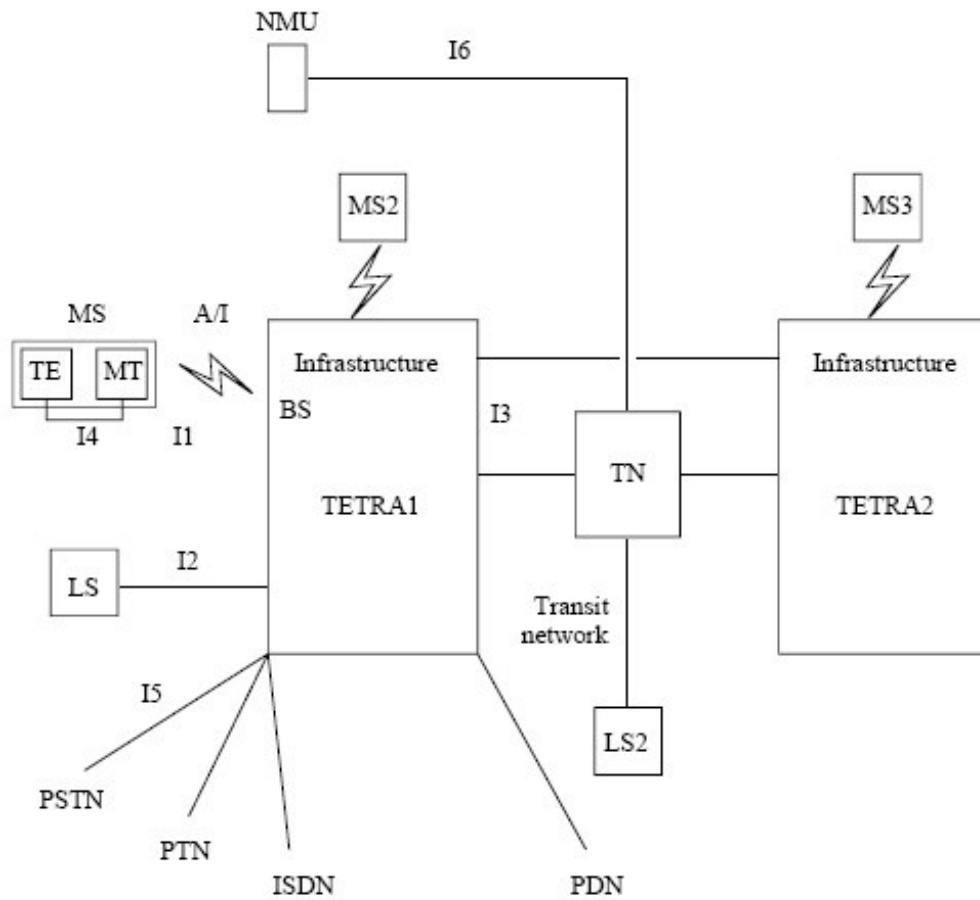 NMU
I6
MS2
MS3
MS
A/I
TE
MT
Infrastructure
Infrastructure
BS
I3
I4
I1
TN
TETRA1
TETRA2
I2
LS
Transit
network
I5
LS2
PSTN
PTN
ISDN
PDN